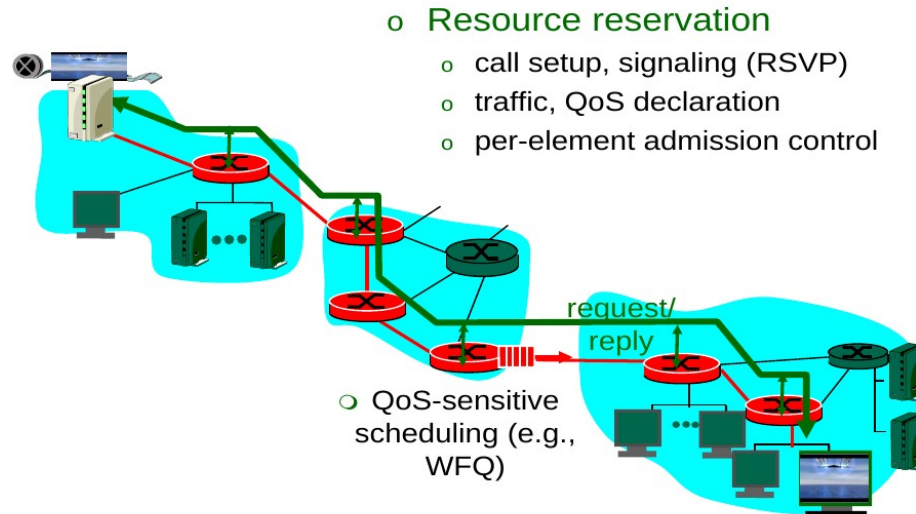 o Resource reservation
o call setup, signaling (RSVP)
o traffic, QoS declaration
o per-element admission control
request/
reply
❍ QoS-sensitive
scheduling (e.g.,
WFQ)